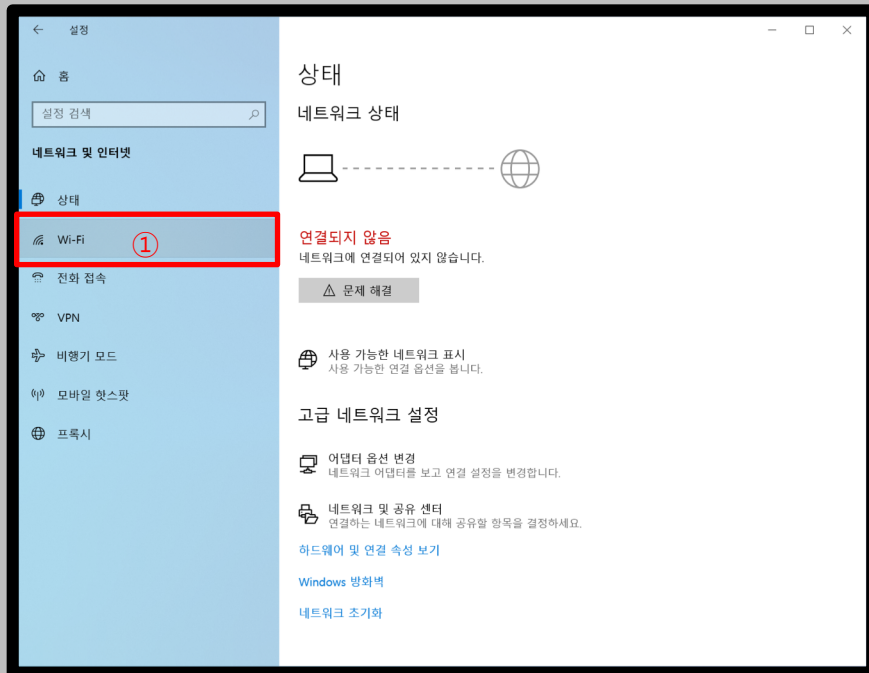 설정
홈
설정 검색
네트워크 및 인터넷
상태
Wi-Fi
①
전화 접속
VPN
비행기 모드
모바일 핫스팟
프록시
상태
네트워크 상태
연결되지 않음
네트워크에 연결되어 있지 않습니다.
문제 해결
사용 가능한 네트워크 표시
사용 가능한 연결 옵션을 봅니다.
고급 네트워크 설정
어댑터 옵션 변경
네트워크 어댑터를 보고 연결 설정을 변경합니다.
네트워크 및 공유 센터
연결하는 네트워크에 대해 공유할 항목을 결정하세요.
하드웨어 및 연결 속성 보기
Windows 방화벽
네트워크 초기화